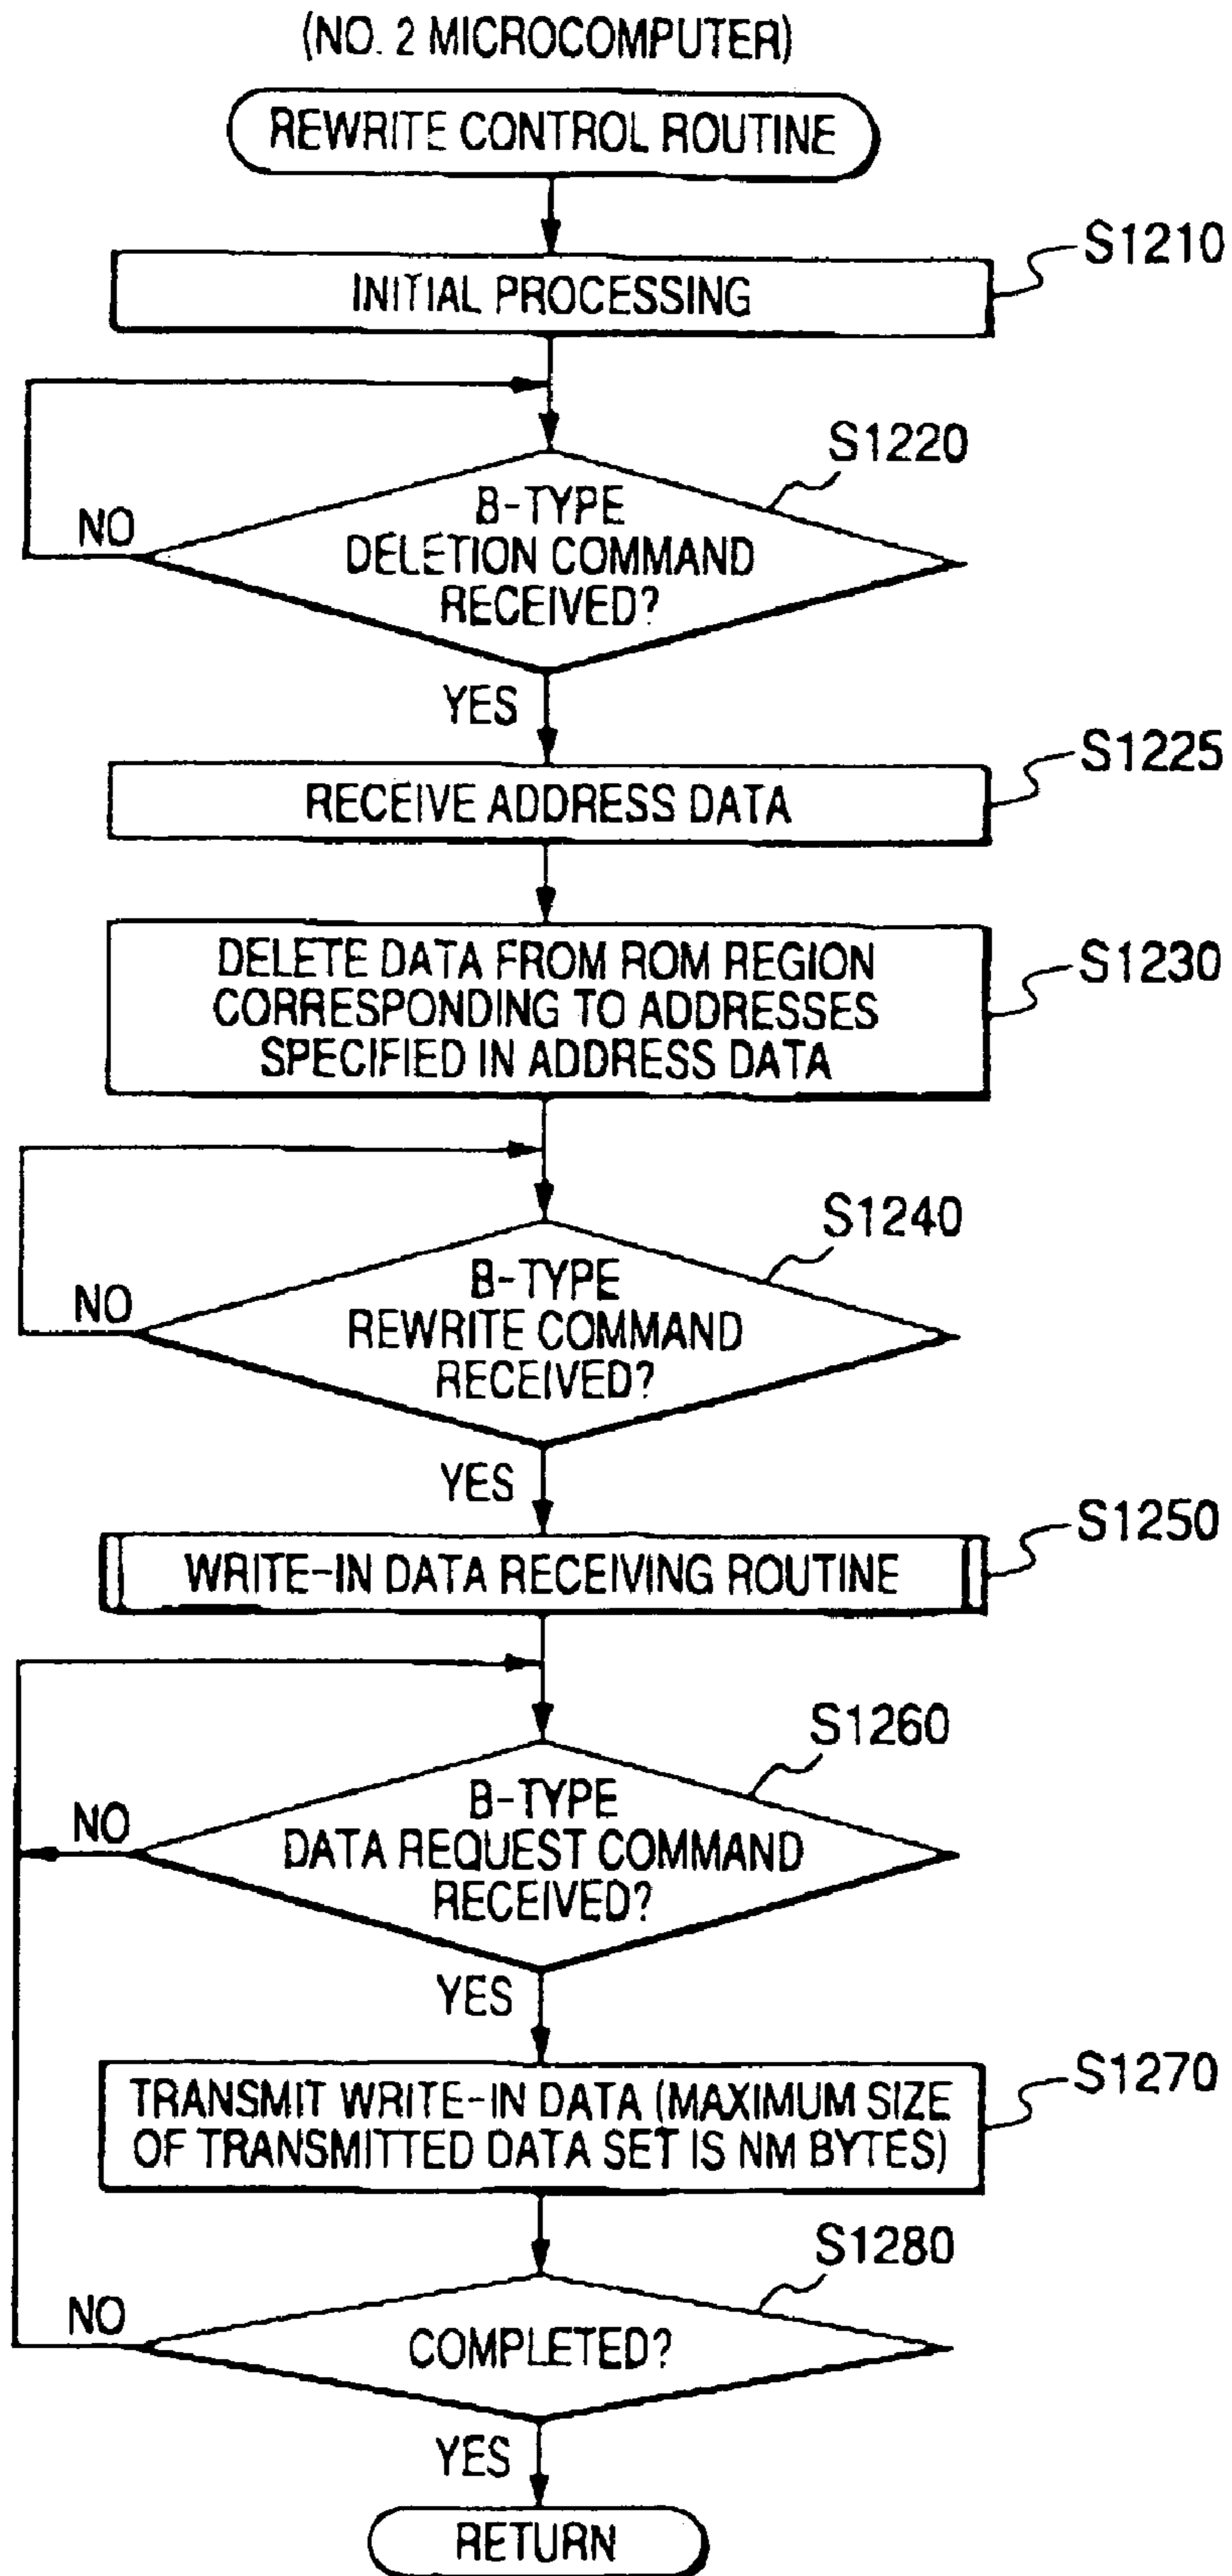 (NO. 2 MICROCOMPUTER)
REWRITE CONTROL ROUTINE
S1210
INITIAL PROCESSING
S1220
B-TYPE
DELETION COMMAND
RECEIVED?
NO
YES
S1225
RECEIVE ADDRESS DATA
S1230
DELETE DATA FROM ROM REGION
CORRESPONDING TO ADDRESSES
SPECIFIED IN ADDRESS DATA
S1240
B-TYPE
REWRITE COMMAND
RECEIVED?
NO
YES
S1250
WRITE-IN DATA RECEIVING ROUTINE
S1260
B-TYPE
DATA REQUEST COMMAND
RECEIVED?
NO
YES
S1270
TRANSMIT WRITE-IN DATA (MAXIMUM SIZE
OF TRANSMITTED DATA SET IS NM BYTES)
S1280
COMPLETED?
NO
YES
RETURN